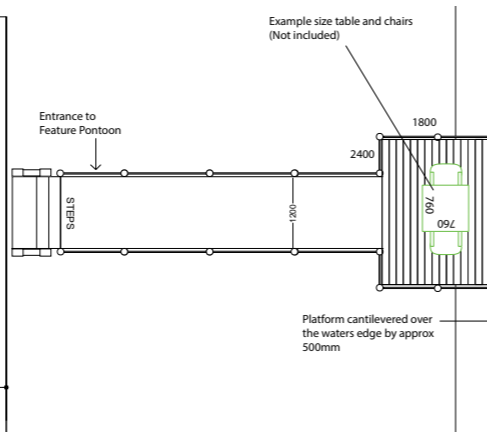 Example size table and chairs
(Not included)
1800
Entrance to
Feature Pontoon
2400
STEPS
1200
760
760
Platform cantilevered over
the waters edge by approx
500mm